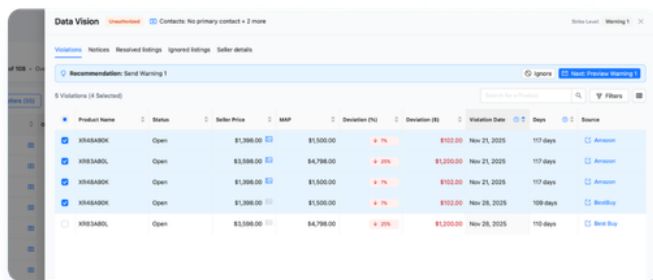 Data Vision Unauthorized Contacts: No primary contact + 2 more Strike Level Warning 1
Violations Notices Resolved listings Ignored listings Seller details
of 108
Recommendation: Send Warning 1 Ignore Next: Preview Warning 1
5 Violations (4 Selected) Search for a Product Filters
Product Name Status Seller Price MAP Deviation (%) Deviation ($) Violation Date Days Source
XR48A90K Open $1,398.00 $1,500.00 7% $102.00 Nov 21, 2025 117 days Amazon
XR83A80L Open $3,598.00 $4,798.00 25% $1,200.00 Nov 21, 2025 117 days Amazon
XR48A90K Open $1,398.00 $1,500.00 7% $102.00 Nov 21, 2025 117 days Amazon
XR48A90K Open $1,398.00 $1,500.00 7% $102.00 Nov 28, 2025 109 days BestBuy
XR83A80L Open $3,598.00 $4,798.00 25% $1,200.00 Nov 28, 2025 110 days Best Buy